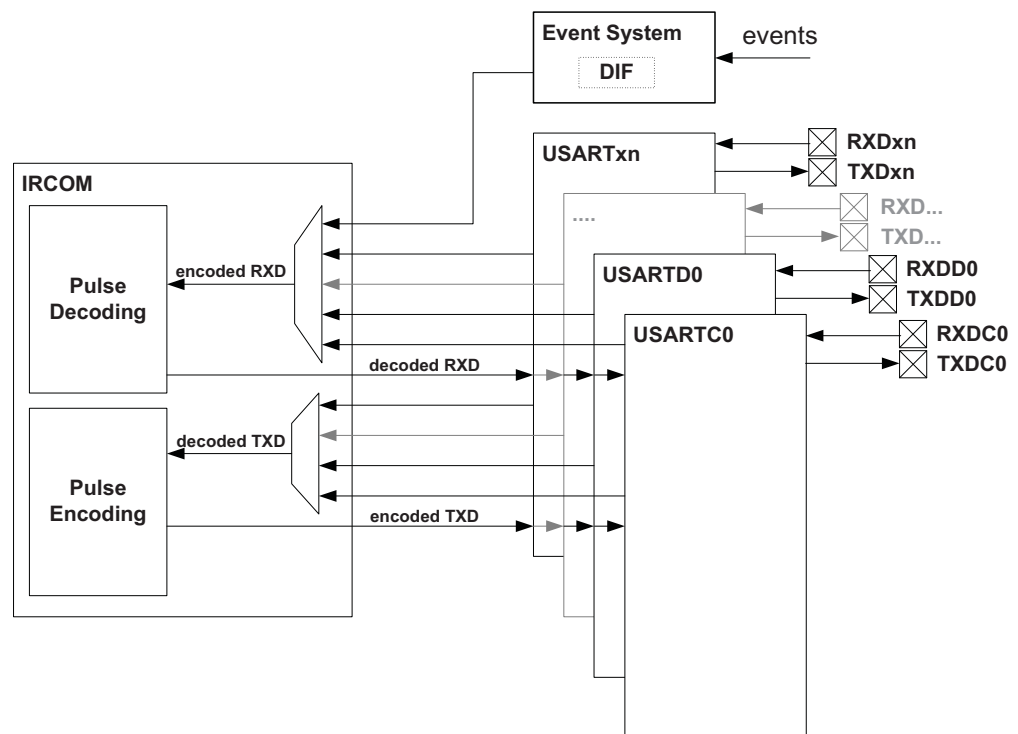 Event System
DIF
events
USARTxn
RXDxn
TXDxn
IRCOM
....
RXD...
TXD...
encoded RXD
Pulse
Decoding
USARTD0
RXDD0
TXDD0
USARTC0
RXDC0
TXDC0
decoded RXD
decoded TXD
Pulse
Encoding
encoded TXD